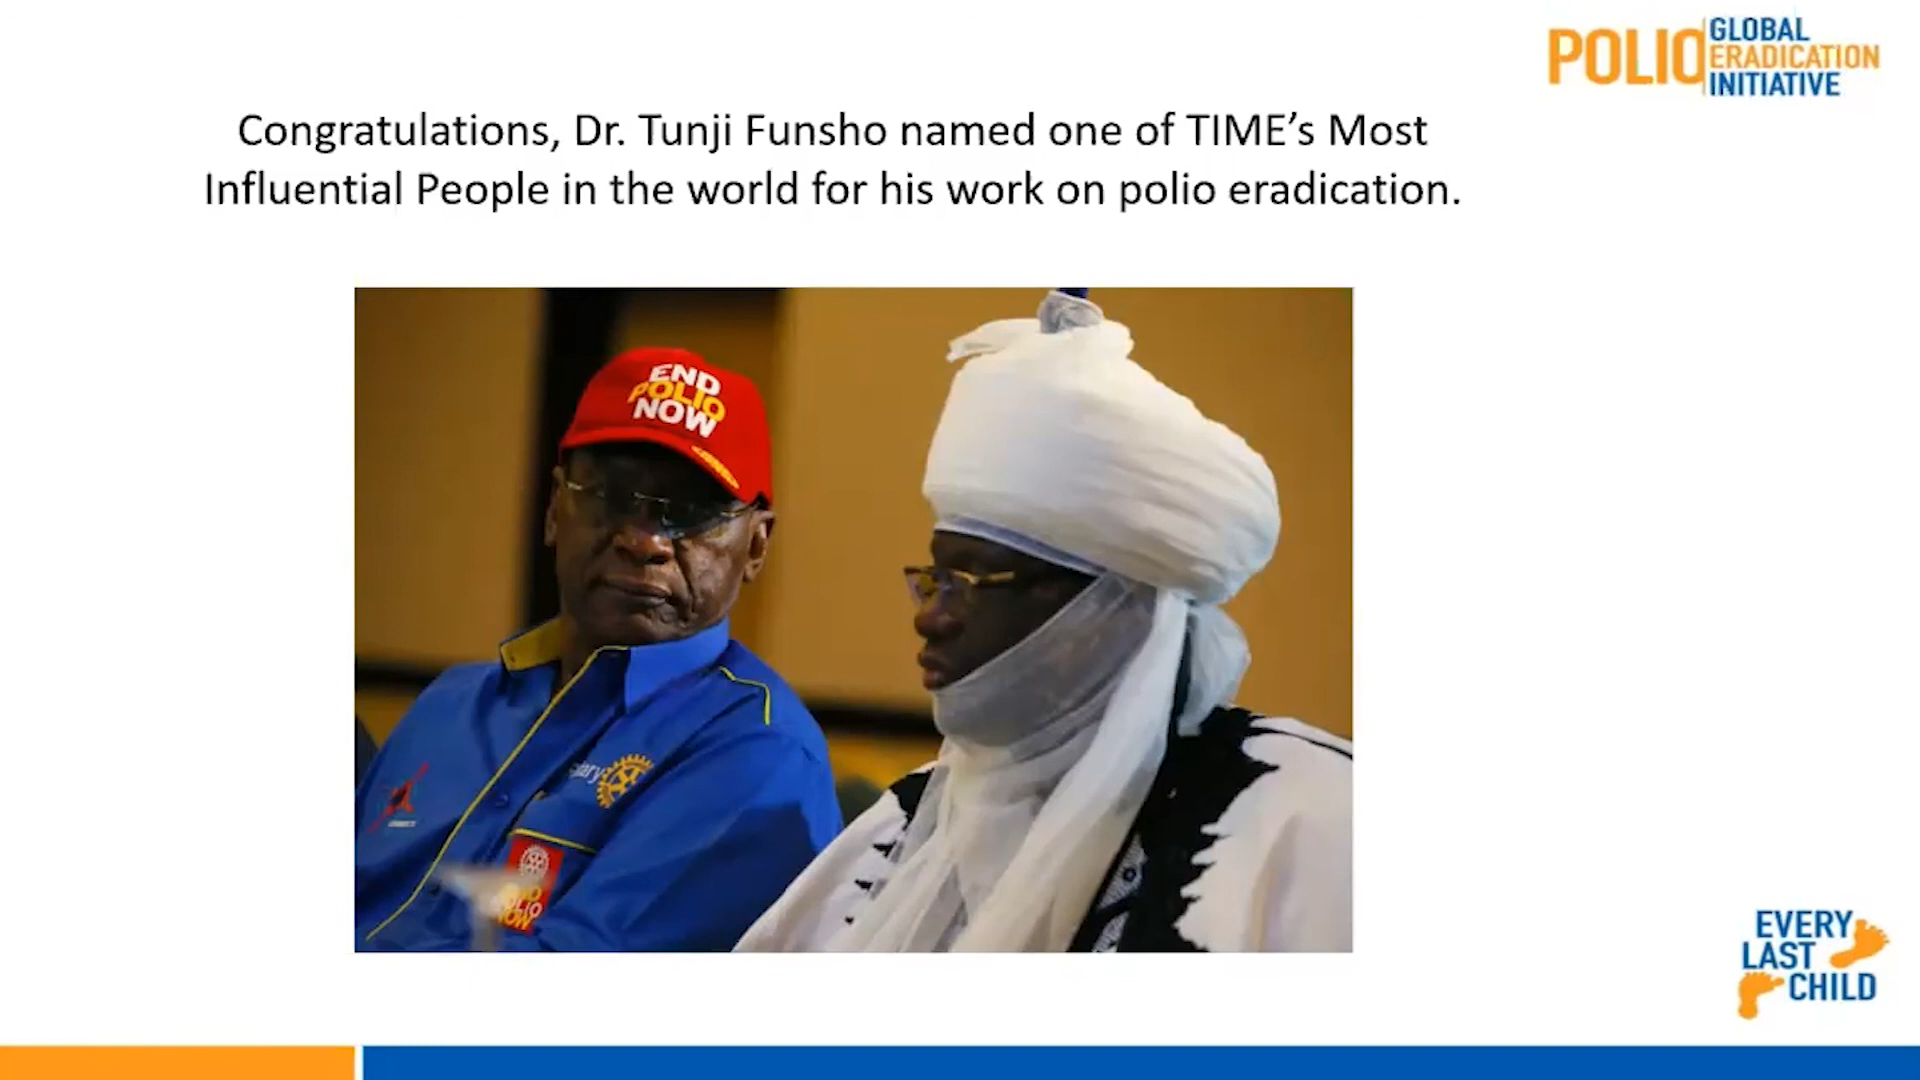 POLIO GLOBAL
ERADICATION
INITIATIVE
Congratulations, Dr. Tunji Funsho named one of TIME’s Most
Influential People in the world for his work on polio eradication.
END
POLIO
NOW
NOW
EVERY
LAST
CHILD